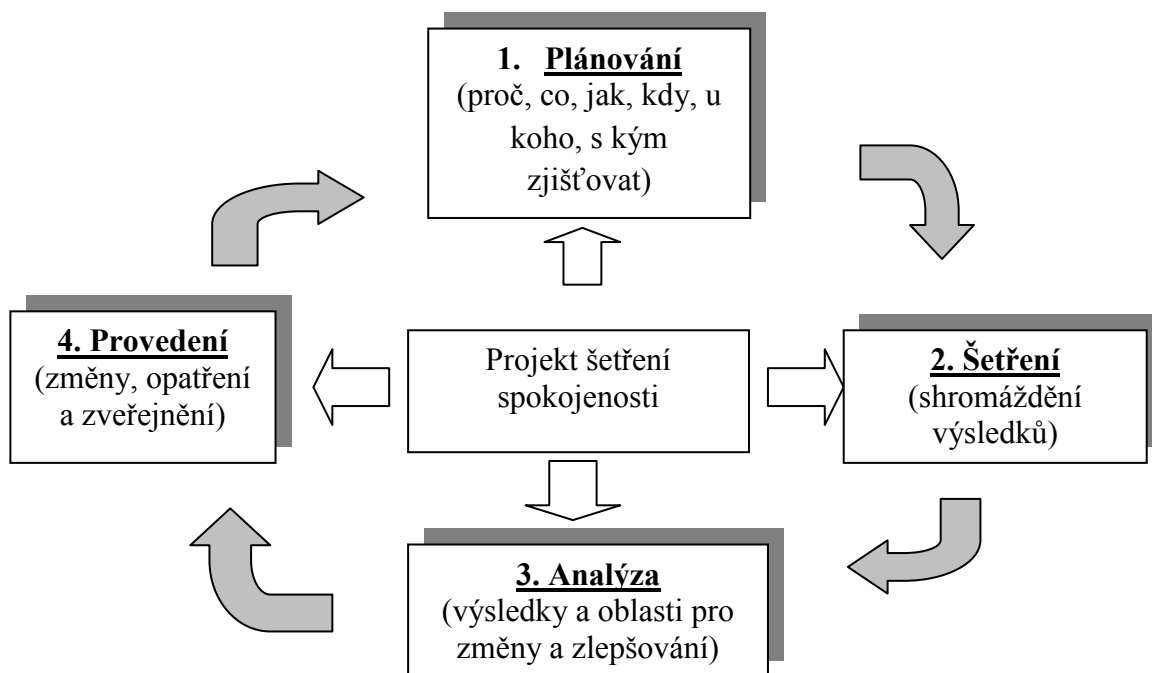 1. Plánování
(proč, co, jak, kdy, u
koho, s kým
zjišťovat)
4. Provedení
(změny, opatření
a zveřejnění)
Projekt šetření
spokojenosti
2. Šetření
(shromáždění
výsledků)
3. Analýza
(výsledky a oblasti pro
změny a zlepšování)